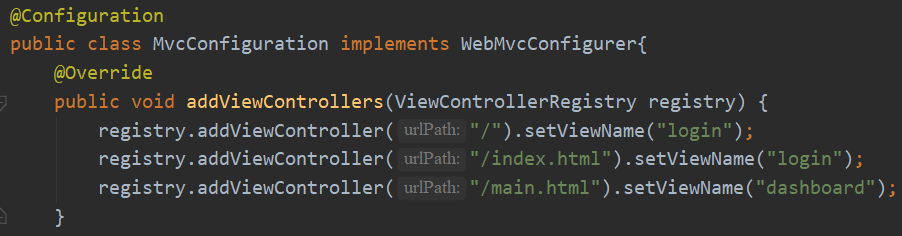 @Configuration
public class MvcConfiguration implements WebMvcConfigurer{
@Override
public void addViewControllers(ViewControllerRegistry registry) {
registry.addViewController( urlPath: "/").setViewName("login");
registry.addViewController( urlPath: "/index.html").setViewName("login");
registry.addViewController( urlPath: "/main.html").setViewName("dashboard");
}